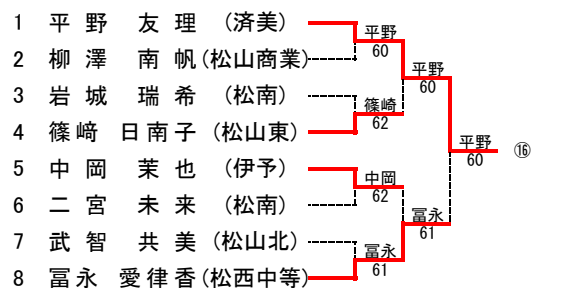 1 平野 友理 (済美)
2 柳澤 南帆(松山商業)
3 岩城 瑞希 (松南)
4 篠﨑 日南子 (松山東)
5 中岡 茉也 (伊予)
6 二宮 未来 (松南)
7 武智 共美 (松山北)
8 冨永 愛律香(松西中等)
平野
60
篠崎
62
中岡
62
冨永
61
平野
60
冨永
61
平野
60
⑯